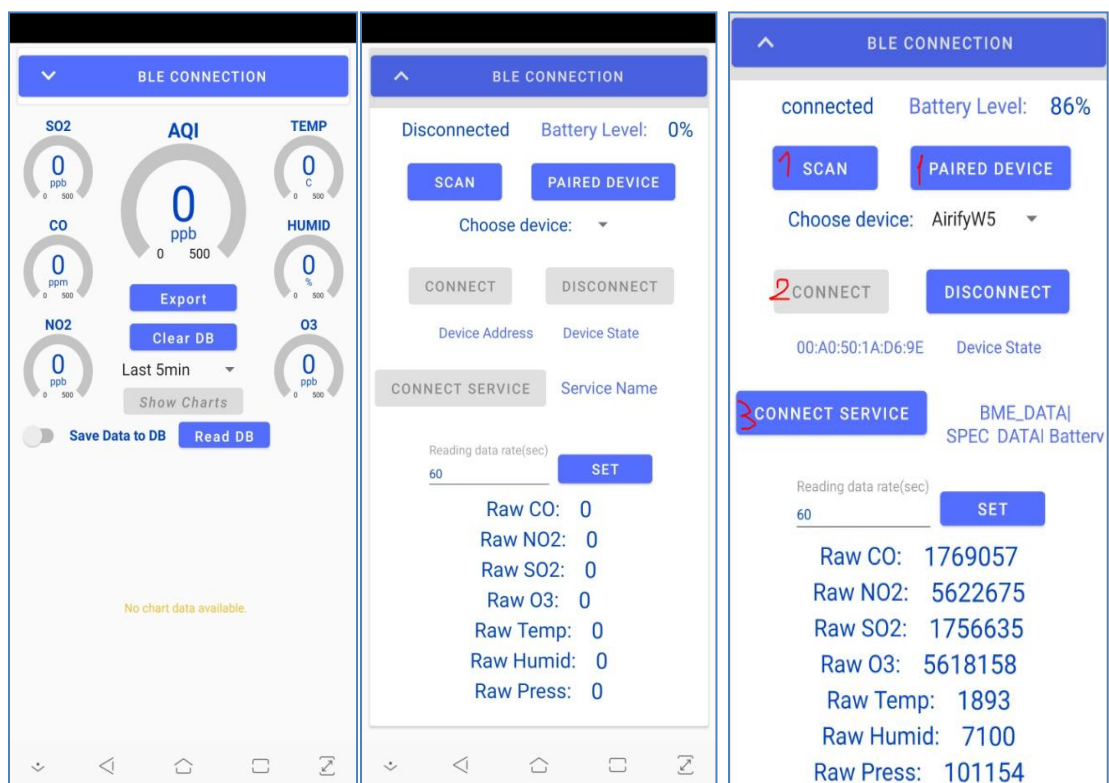 BLE CONNECTION
SO2
0
ppb
0 500
AQI
0
ppb
0 500
TEMP
0
C
0 500
CO
0
ppm
0 500
HUMID
0
%
0 500
Export
NO2
0
ppb
0 500
Clear DB
Last 5min
Show Charts
O3
0
ppb
0 500
Save Data to DB Read DB
No chart data available.
BLE CONNECTION
Disconnected Battery Level: 0%
SCAN PAIRED DEVICE
Choose device:
CONNECT DISCONNECT
Device Address Device State
CONNECT SERVICE Service Name
Reading data rate(sec)
60 SET
Raw CO: 0
Raw NO2: 0
Raw SO2: 0
Raw O3: 0
Raw Temp: 0
Raw Humid: 0
Raw Press: 0
BLE CONNECTION
connected Battery Level: 86%
1 SCAN 1 PAIRED DEVICE
Choose device: AirifyW5
2 CONNECT DISCONNECT
00:A0:50:1A:D6:9E Device State
3 CONNECT SERVICE BME_DATA|
SPEC DATA| Battery
Reading data rate(sec)
60 SET
Raw CO: 1769057
Raw NO2: 5622675
Raw SO2: 1756635
Raw O3: 5618158
Raw Temp: 1893
Raw Humid: 7100
Raw Press: 101154